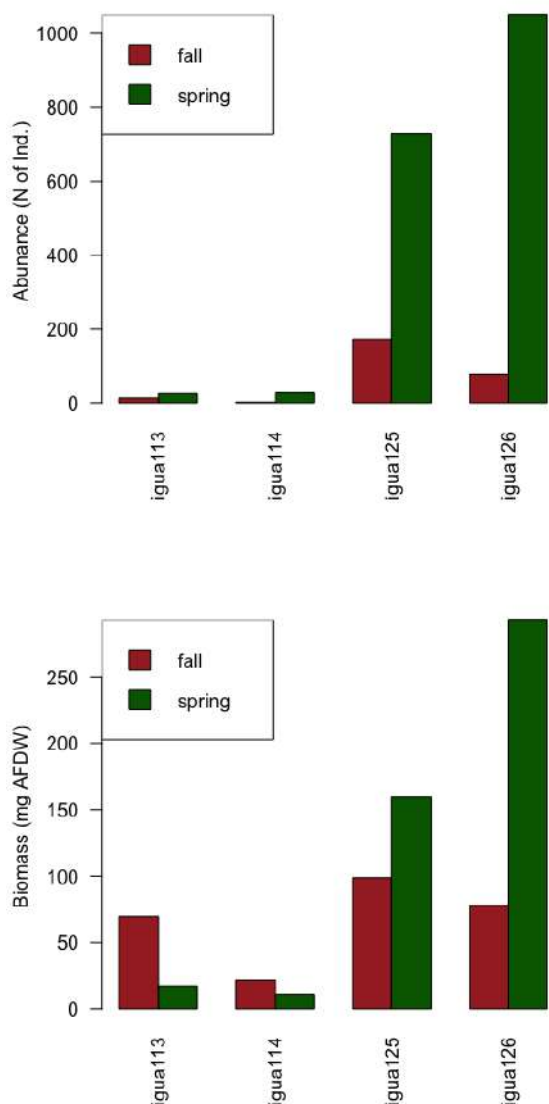 1000
800
600
400
200
0
Abunance (N of Ind.)
fall
spring
igua113
igua114
igua125
igua126
250
200
150
100
50
0
Biomass (mg AFDW)
fall
spring
igua113
igua114
igua125
igua126